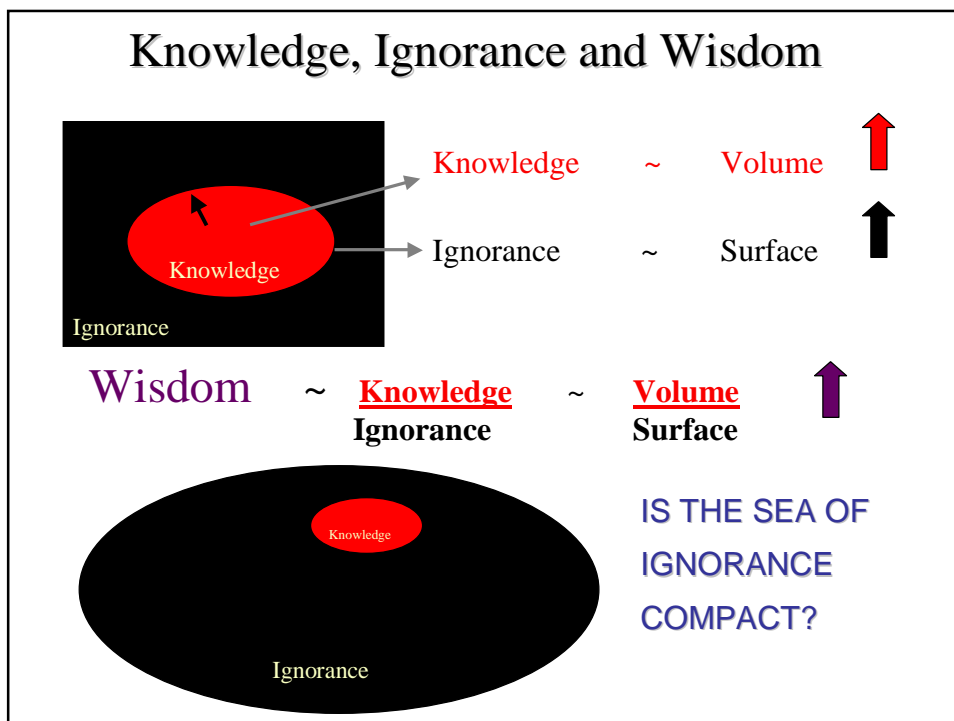 Knowledge, Ignorance and Wisdom
Knowledge ~ Volume
Ignorance ~ Surface
Knowledge
Ignorance
Wisdom ~ Knowledge ~ Volume
Ignorance Surface
Knowledge
Ignorance
IS THE SEA OF
IGNORANCE
COMPACT?